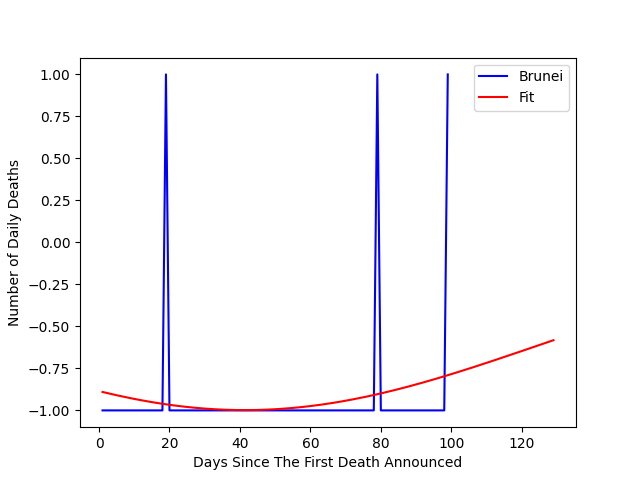 Brunei
Fit
1.00
0.75
0.50
0.25
0.00
−0.25
−0.50
−0.75
−1.00
Number of Daily Deaths
0 20 40 60 80 100 120
Days Since The First Death Announced